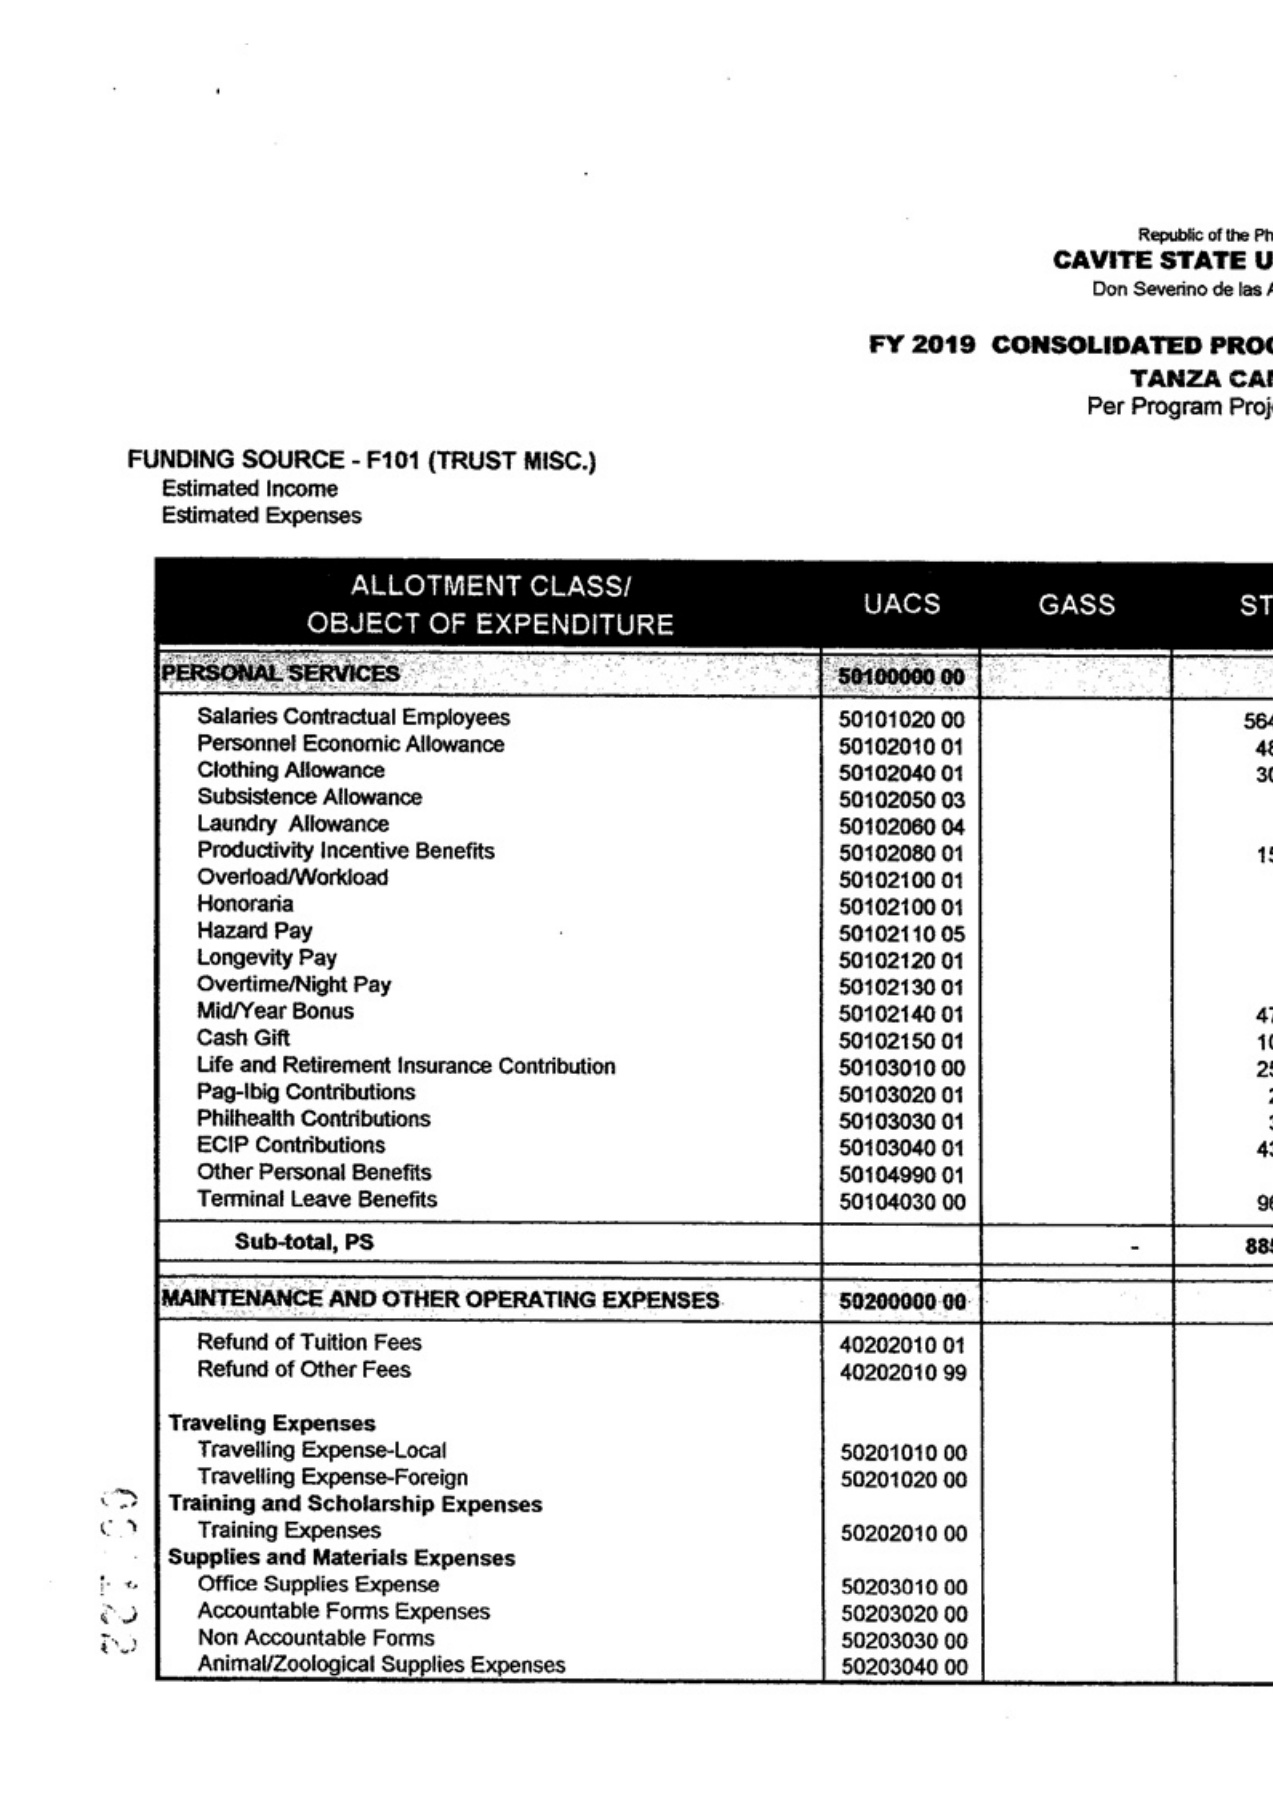 Republic of the Ph
CAVITE STATE U
Don Severino de las A
FY 2019 CONSOLIDATED PROG
TANZA CAM
Per Program Proj
FUNDING SOURCE - F101 (TRUST MISC.)
Estimated Income
Estimated Expenses
ALLOTMENT CLASS/
OBJECT OF EXPENDITURE UACS GASS ST
PERSONAL SERVICES 50100000 00
Salaries Contractual Employees 50101020 00 564
Personnel Economic Allowance 50102010 01 48
Clothing Allowance 50102040 01 30
Subsistence Allowance 50102050 03
Laundry Allowance 50102060 04
Productivity Incentive Benefits 50102080 01 15
Overload/Workload 50102100 01
Honoraria 50102100 01
Hazard Pay 50102110 05
Longevity Pay 50102120 01
Overtime/Night Pay 50102130 01
Mid/Year Bonus 50102140 01 47
Cash Gift 50102150 01 10
Life and Retirement Insurance Contribution 50103010 00 25
Pag-Ibig Contributions 50103020 01
Philhealth Contributions 50103030 01
ECIP Contributions 50103040 01 43
Other Personal Benefits 50104990 01
Terminal Leave Benefits 50104030 00 96
Sub-total, PS - 885
MAINTENANCE AND OTHER OPERATING EXPENSES 50200000 00
Refund of Tuition Fees 40202010 01
Refund of Other Fees 40202010 99
Traveling Expenses
Travelling Expense-Local 50201010 00
Travelling Expense-Foreign 50201020 00
Training and Scholarship Expenses
Training Expenses 50202010 00
Supplies and Materials Expenses
Office Supplies Expense 50203010 00
Accountable Forms Expenses 50203020 00
Non Accountable Forms 50203030 00
Animal/Zoological Supplies Expenses 50203040 00